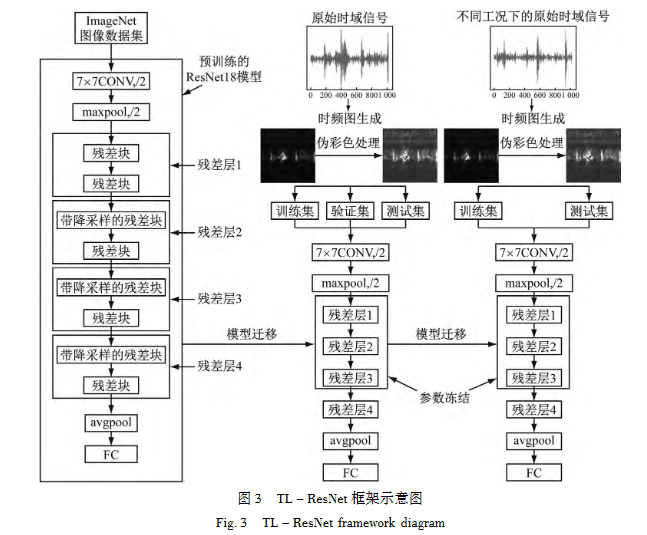 ImageNet
图像数据集
预训练的
ResNet18模型
7×7CONV,/2
maxpool,/2
残差块
残差块
残差层1
带降采样的残差块
残差块
残差层2
带降采样的残差块
残差块
残差层3
带降采样的残差块
残差块
残差层4
avgpool
FC
模型迁移
原始时域信号
0 200 400 600 800 1 000
时频图生成
伪彩色处理
训练集
验证集
测试集
7×7CONV,/2
maxpool,/2
残差层1
残差层2
残差层3
残差层4
avgpool
FC
模型迁移
参数冻结
不同工况下的原始时域信号
0 200 400 600 800 1 000
时频图生成
伪彩色处理
训练集
测试集
7×7CONV,/2
maxpool,/2
残差层1
残差层2
残差层3
残差层4
avgpool
FC
图 3 TL – ResNet 框架示意图
Fig. 3 TL – ResNet framework diagram